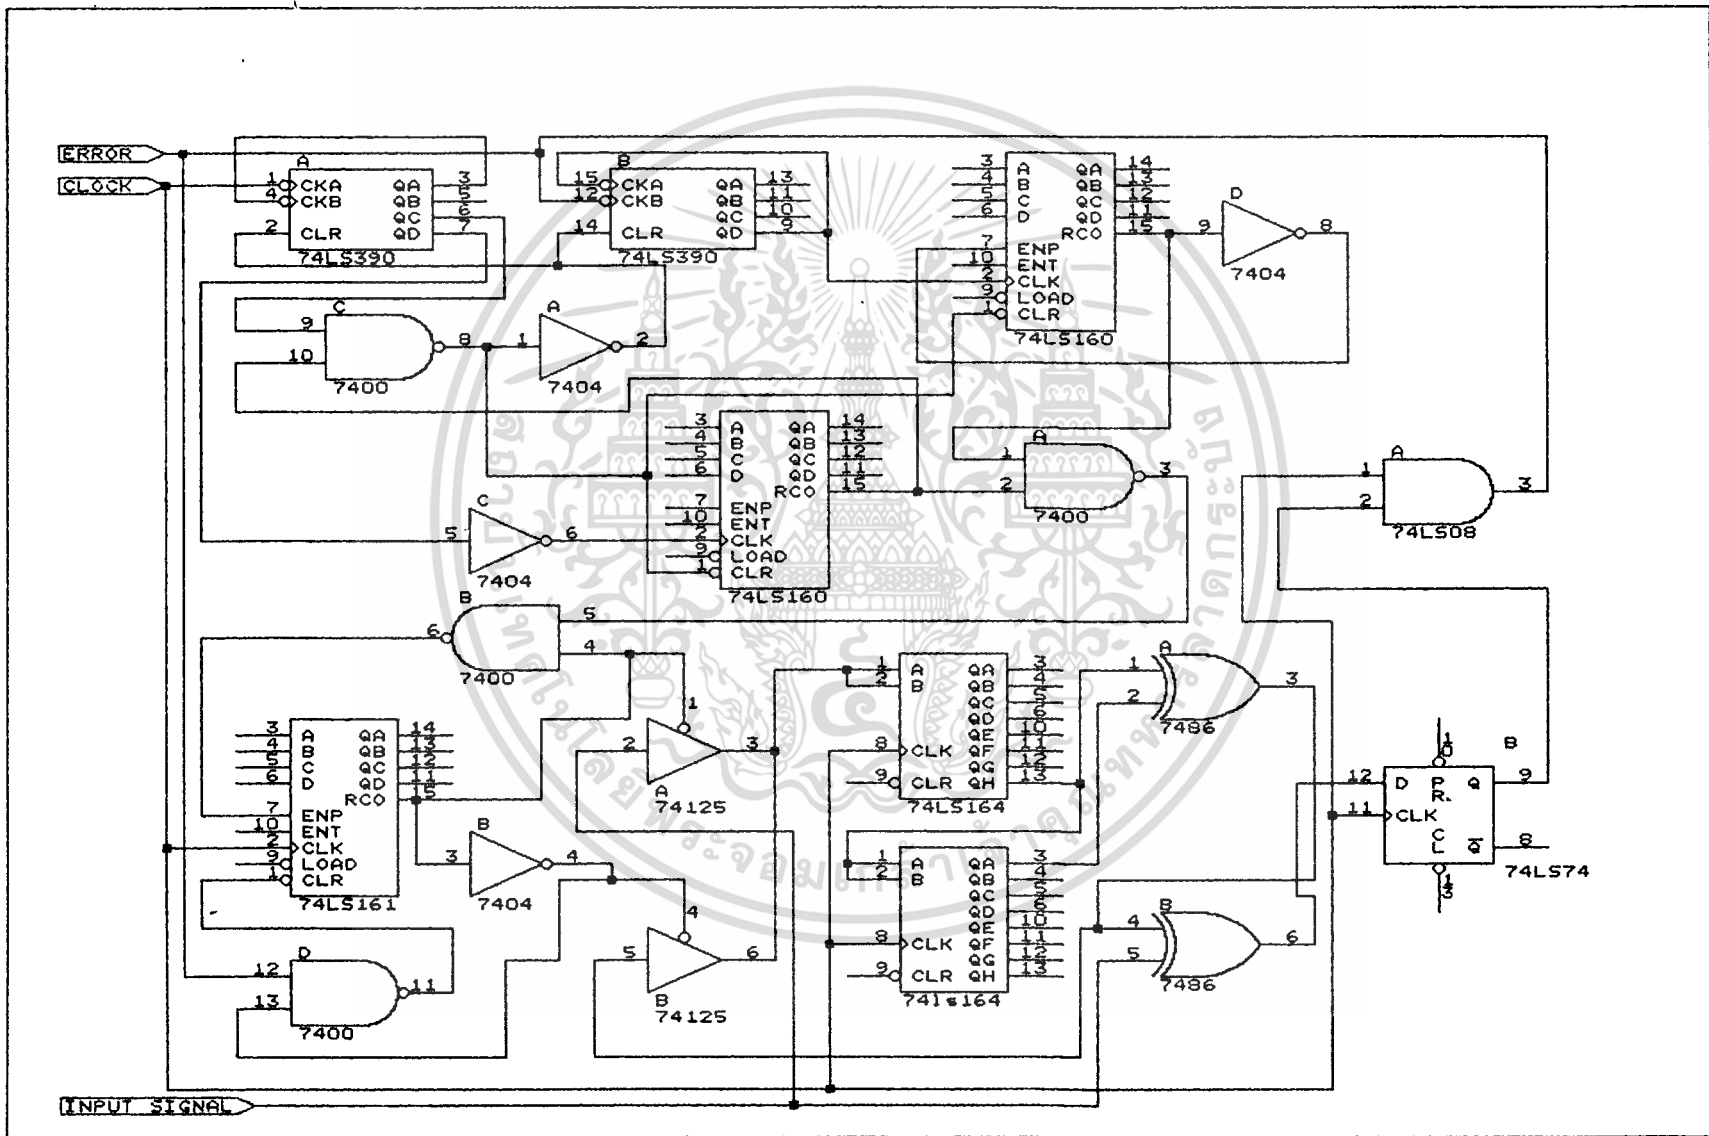 ERROR
CLOCK
A
1 CKA QA 3
4 CKB QB 5
QC 6
2 CLR QD 7
74LS390
B
15 CKA QA 13
12 CKB QB 11
QC 10
14 CLR QD 9
74LS390
3 A QA 14
4 B QB 13
5 C QC 12
6 D QD 11
RCO 15
7 ENP
10 ENT
2 CLK
9 LOAD
1 CLR
74LS160
D
9 8
7404
C
9 8
10
7400
A
1 2
7404
3 A QA 14
4 B QB 13
5 C QC 12
6 D QD 11
RCO 15
7 ENP
10 ENT
2 CLK
9 LOAD
1 CLR
74LS160
A
1 3
2
7400
A
1 3
2
74LS08
C
5 6
7404
B
6 5
4
7400
3 A QA 14
4 B QB 13
5 C QC 12
6 D QD 11
RCO 15
7 ENP
10 ENT
2 CLK
9 LOAD
1 CLR
74LS161
1
2 3
A
74125
B
3 4
7404
4
5 6
B
74125
D
12 11
13
7400
1 A QA 3
2 B QB 4
QC 5
QD 6
QE 10
8 CLK QF 11
QG 12
9 CLR QH 13
74LS164
1 A QA 3
2 B QB 4
QC 5
QD 6
QE 10
8 CLK QF 11
QG 12
9 CLR QH 13
74ls164
A
1 3
2
7486
B
4 6
5
7486
10 B
12 D PR Q 9
11 CLK
CL Q 8
13
74LS74
INPUT SIGNAL